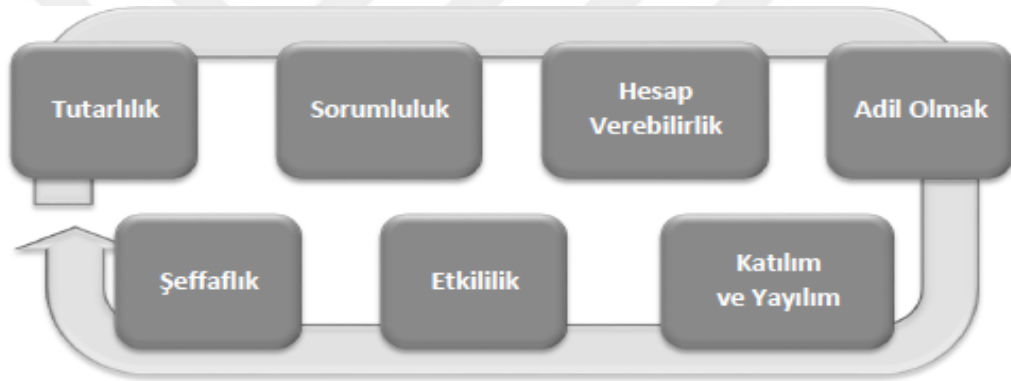 Tutarlılık
Sorumluluk
Hesap
Verebilirlik
Adil Olmak
Şeffaflık
Etkililik
Katılım
ve Yayılım